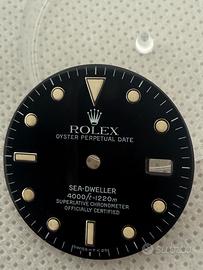 ROLEX
OYSTER PERPETUAL DATE
SEA-DWELLER
4000ft=1220m
SUPERLATIVE CHRONOMETER
OFFICIALLY CERTIFIED